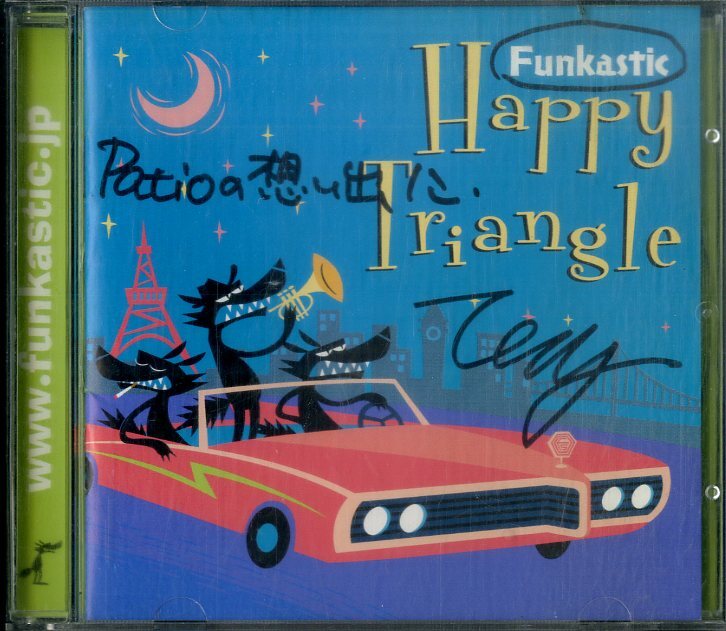 www.funkastic.jp
Funkastic
Happy
Triangle
Patioの想い出に.